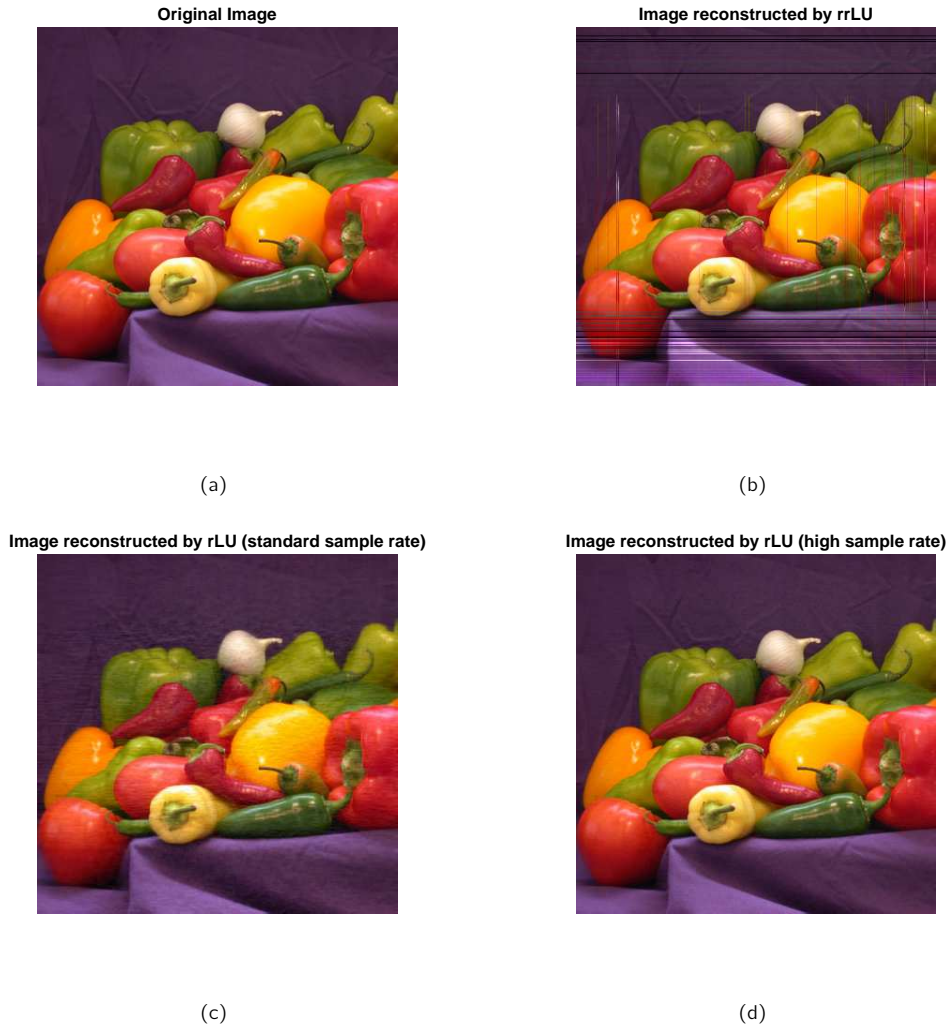 Original Image
Image reconstructed by rrLU
(a)
(b)
Image reconstructed by rLU (standard sample rate)
Image reconstructed by rLU (high sample rate)
(c)
(d)